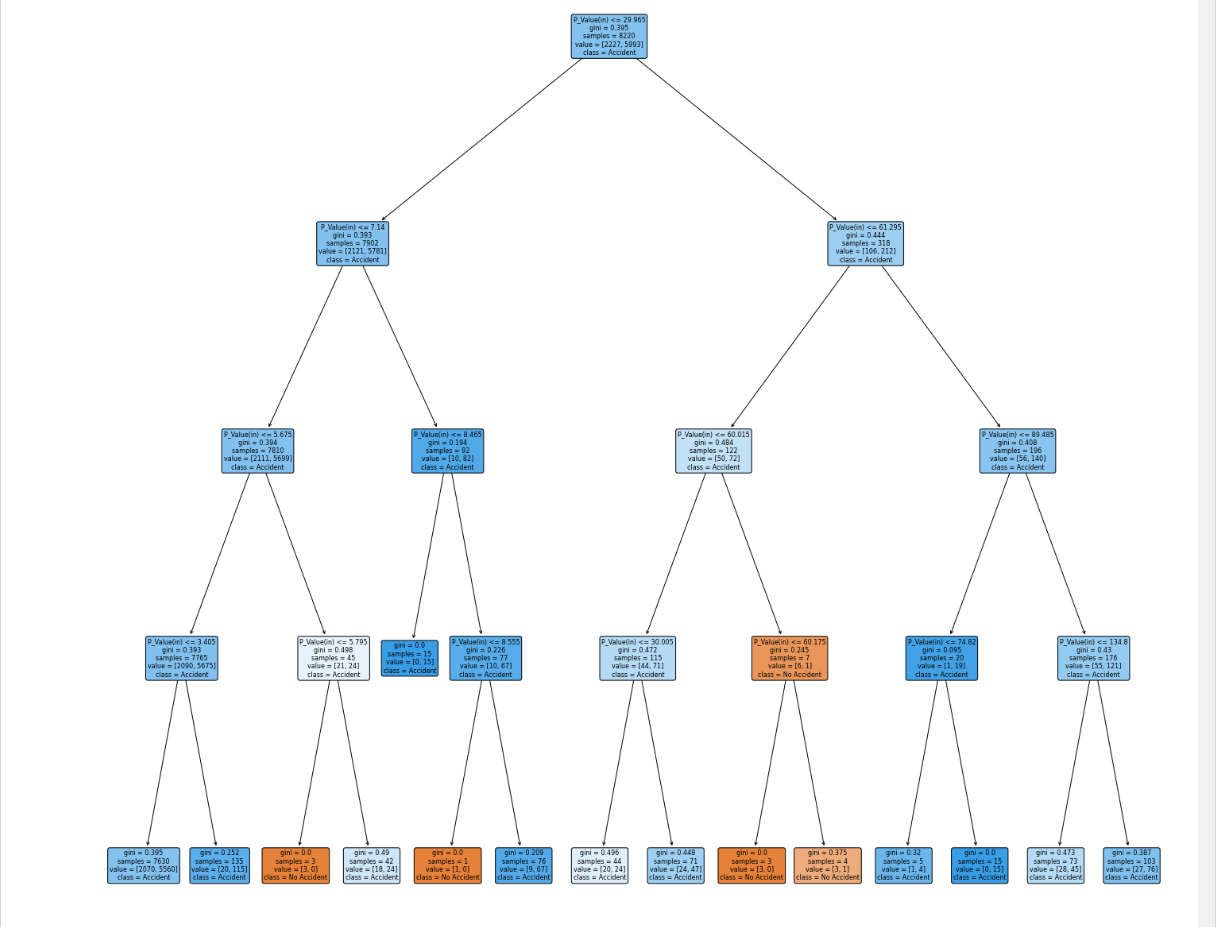 P_Value(in) <= 29.965
gini = 0.395
samples = 8220
value = [2227, 5993]
class = Accident
P_Value(in) <= 7.14
gini = 0.393
samples = 7902
value = [2121, 5781]
class = Accident
P_Value(in) <= 61.295
gini = 0.444
samples = 318
value = [106, 212]
class = Accident
P_Value(in) <= 5.675
gini = 0.394
samples = 7810
value = [2111, 5699]
class = Accident
P_Value(in) <= 8.465
gini = 0.194
samples = 92
value = [10, 82]
class = Accident
P_Value(in) <= 60.015
gini = 0.484
samples = 122
value = [50, 72]
class = Accident
P_Value(in) <= 89.485
gini = 0.408
samples = 196
value = [56, 140]
class = Accident
P_Value(in) <= 3.405
gini = 0.393
samples = 7765
value = [2090, 5675]
class = Accident
P_Value(in) <= 5.795
gini = 0.498
samples = 45
value = [21, 24]
class = Accident
gini = 0.0
samples = 15
value = [0, 15]
class = Accident
P_Value(in) <= 8.555
gini = 0.226
samples = 77
value = [10, 67]
class = Accident
P_Value(in) <= 30.005
gini = 0.472
samples = 115
value = [44, 71]
class = Accident
P_Value(in) <= 60.175
gini = 0.245
samples = 7
value = [6, 1]
class = No Accident
P_Value(in) <= 74.82
gini = 0.095
samples = 20
value = [1, 19]
class = Accident
P_Value(in) <= 134.8
gini = 0.43
samples = 176
value = [55, 121]
class = Accident
gini = 0.395
samples = 7630
value = [2070, 5560]
class = Accident
gini = 0.252
samples = 135
value = [20, 115]
class = Accident
gini = 0.0
samples = 3
value = [3, 0]
class = No Accident
gini = 0.49
samples = 42
value = [18, 24]
class = Accident
gini = 0.0
samples = 1
value = [1, 0]
class = No Accident
gini = 0.209
samples = 76
value = [9, 67]
class = Accident
gini = 0.496
samples = 44
value = [20, 24]
class = Accident
gini = 0.448
samples = 71
value = [24, 47]
class = Accident
gini = 0.0
samples = 3
value = [3, 0]
class = No Accident
gini = 0.375
samples = 4
value = [3, 1]
class = No Accident
gini = 0.32
samples = 5
value = [1, 4]
class = Accident
gini = 0.0
samples = 15
value = [0, 15]
class = Accident
gini = 0.473
samples = 73
value = [28, 45]
class = Accident
gini = 0.387
samples = 103
value = [27, 76]
class = Accident